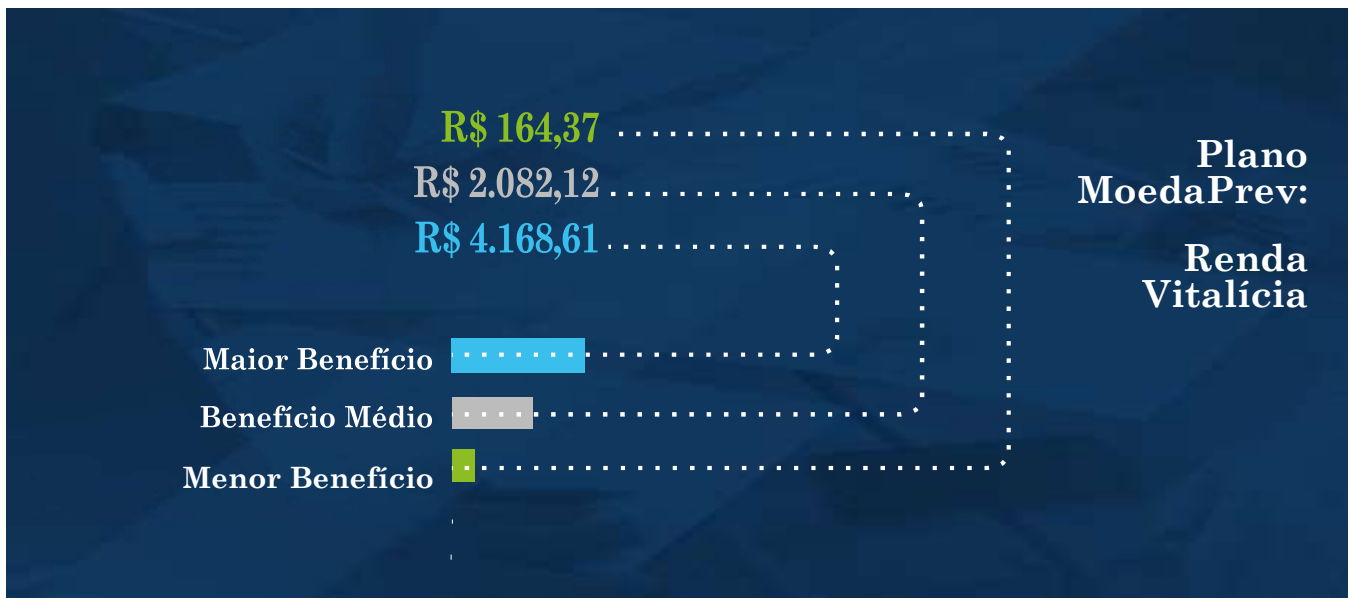 R$ 164,37
R$ 2.082,12
R$ 4.168,61
Plano
MoedaPrev:
Renda
Vitalícia
Maior Benefício
Benefício Médio
Menor Benefício